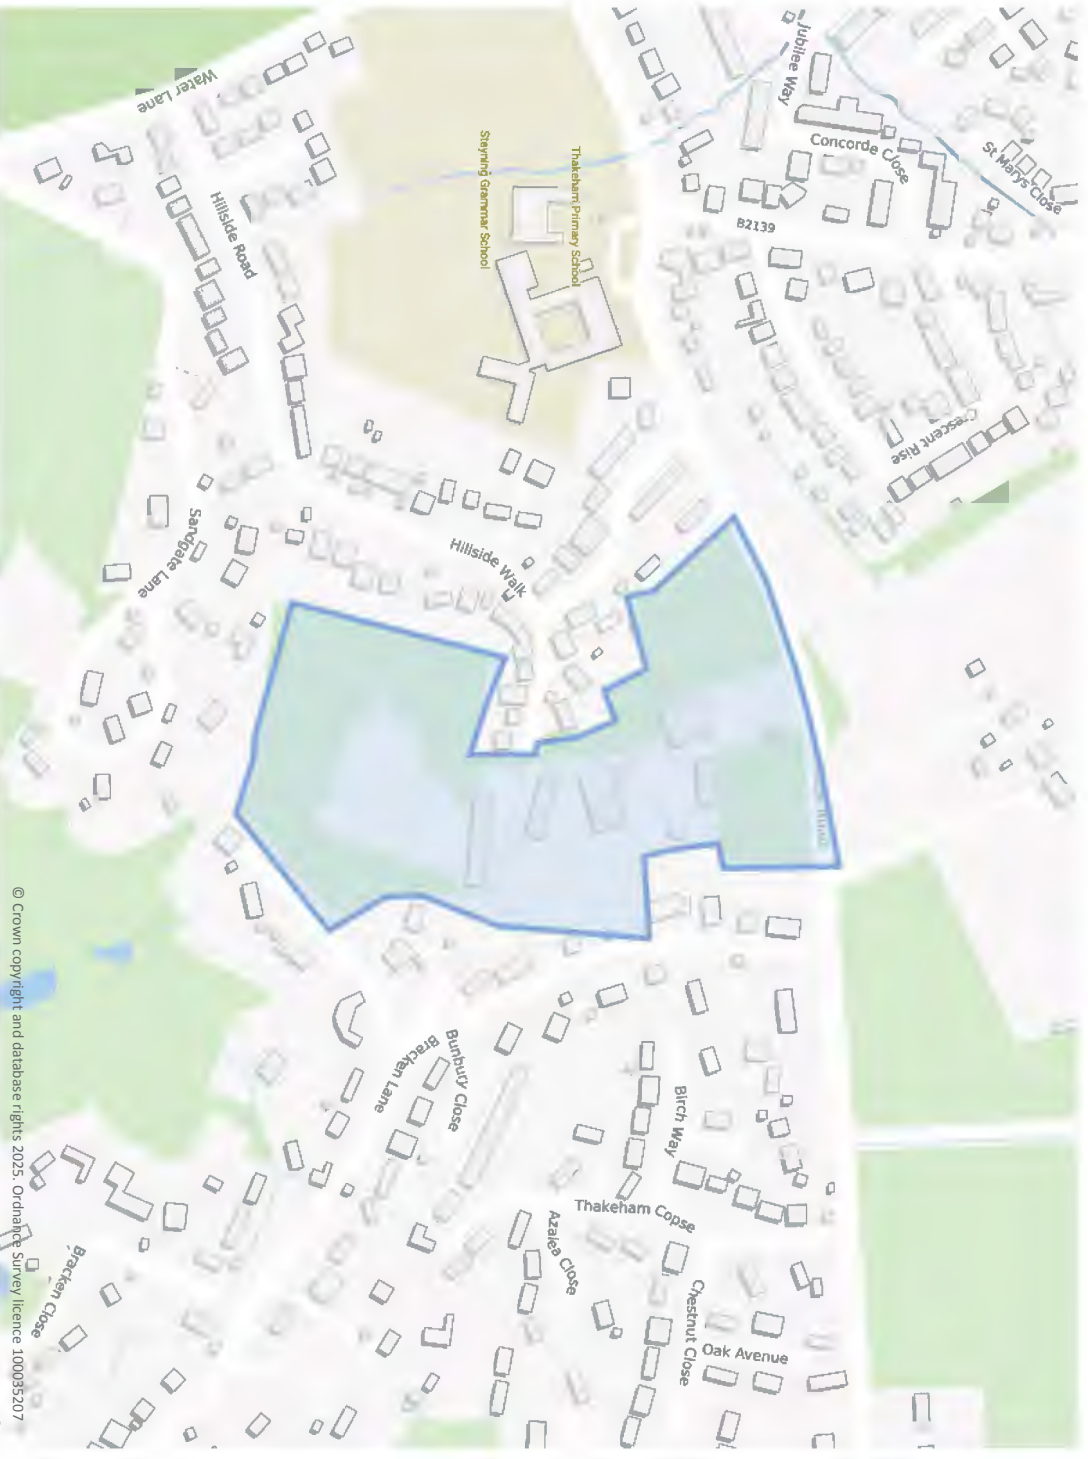 Jubilee Way
Water Lane
Concorde Close
St Marys Close
Steyning Grammar School
Thakeham Primary School
Hillside Road
B2139
Crescent Rise
Sandgate Lane
Hillside Walk
Bunbury Close
Bracken Lane
Birch Way
Thakeham Copse
Azalea Close
Bracken Close
Chestnut Close
Oak Avenue
© Crown copyright and database rights 2025. Ordnance Survey licence 100035207